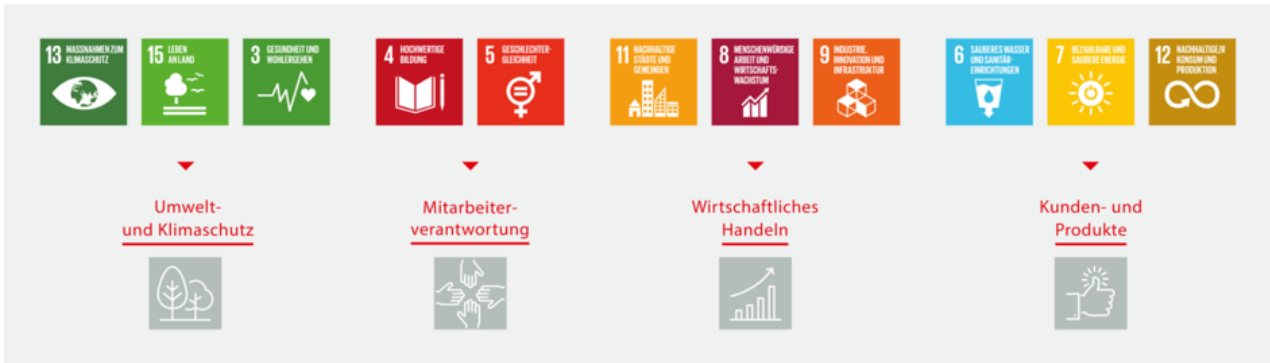 13 MASSNAHMEN ZUM
KLIMASCHUTZ
15 LEBEN
AN LAND
3 GESUNDHEIT UND
WOHLERGEHEN
4 HOCHWERTIGE
BILDUNG
5 GESCHLECHTER-
GLEICHHEIT
11 NACHHALTIGE
STÄDTE UND
GEMEINDEN
8 MENSCHENWÜRDIGE
ARBEIT UND
WIRTSCHAFTS-
WACHSTUM
9 INDUSTRIE,
INNOVATION UND
INFRASTRUKTUR
6 SAUBERES WASSER
UND SANITÄR-
EINRICHTUNGEN
7 BEZAHLBARE UND
SAUBERE ENERGIE
12 NACHHALTIGE/R
KONSUM UND
PRODUKTION
Umwelt-
und Klimaschutz
Mitarbeiter-
verantwortung
Wirtschaftliches
Handeln
Kunden- und
Produkte